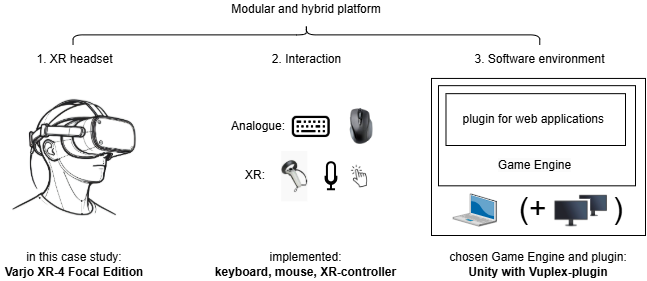 Modular and hybrid platform
1. XR headset
2. Interaction
3. Software environment
Analogue:
XR:
plugin for web applications
Game Engine
(+ )
in this case study:
Varjo XR-4 Focal Edition
implemented:
keyboard, mouse, XR-controller
chosen Game Engine and plugin:
Unity with Vuplex-plugin